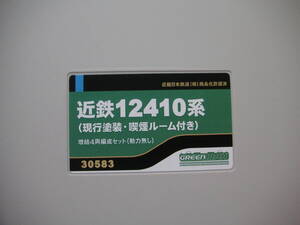 近畿日本鉄道(株)商品化許諾済
近鉄12410系
(現行塗装・喫煙ルーム付き)
増結4両編成セット(動力無し)
30583
GREENMAX